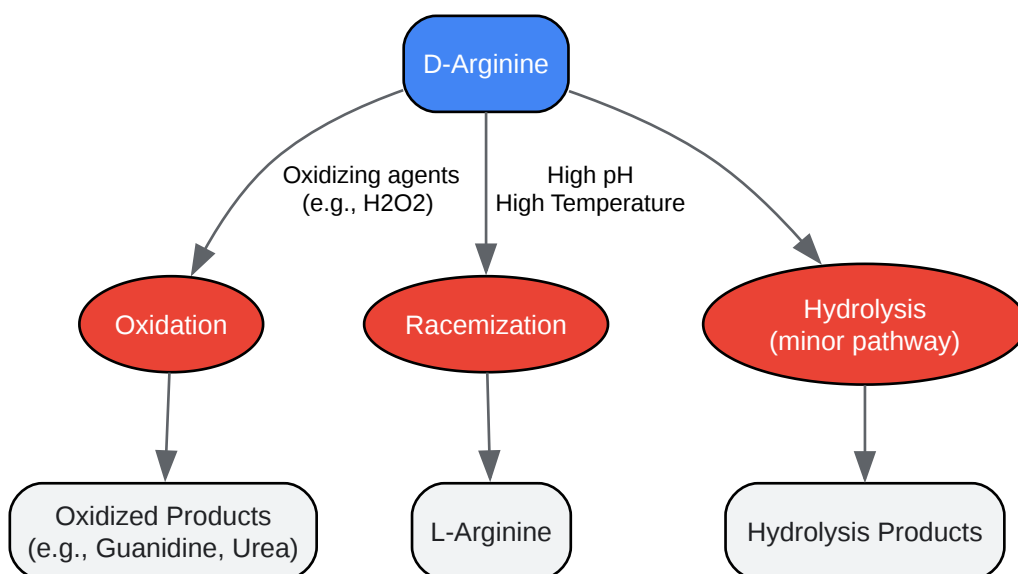 D-Arginine
Oxidizing agents
(e.g., H2O2)
High pH
High Temperature
Oxidation
Racemization
Hydrolysis
(minor pathway)
Oxidized Products
(e.g., Guanidine, Urea)
L-Arginine
Hydrolysis Products